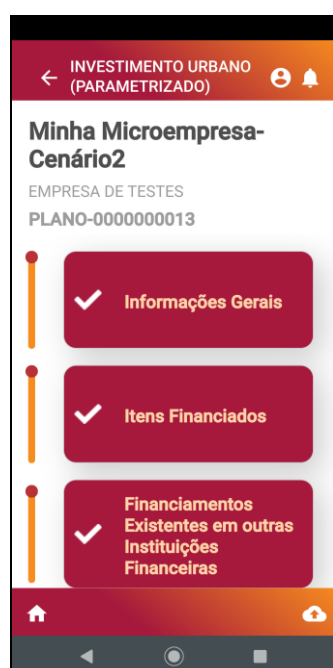 INVESTIMENTO URBANO
(PARAMETRIZADO)
Minha Microempresa-
Cenário2
EMPRESA DE TESTES
PLANO-0000000013
Informações Gerais
Itens Financiados
Financiamentos
Existentes em outras
Instituições
Financeiras